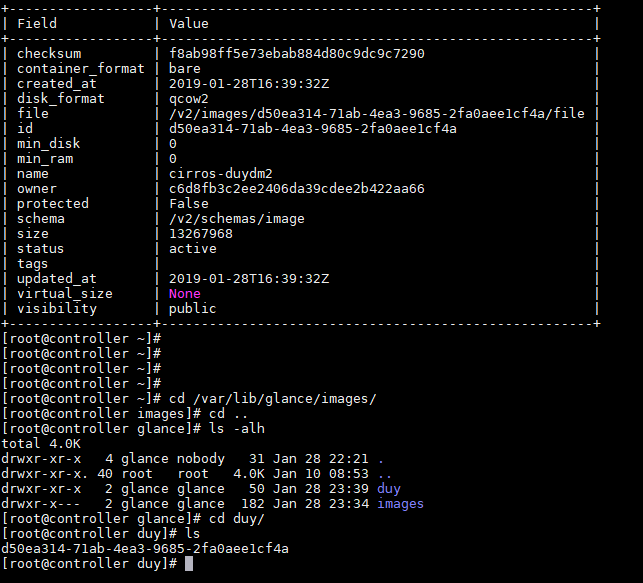 +------------------+------------------------------------------------------+
| Field            | Value                                                |
+------------------+------------------------------------------------------+
| checksum         | f8ab98ff5e73ebab884d80c9dc9c7290                     |
| container_format | bare                                                 |
| created_at       | 2019-01-28T16:39:32Z                                 |
| disk_format      | qcow2                                                |
| file             | /v2/images/d50ea314-71ab-4ea3-9685-2fa0aee1cf4a/file |
| id               | d50ea314-71ab-4ea3-9685-2fa0aee1cf4a                 |
| min_disk         | 0                                                    |
| min_ram          | 0                                                    |
| name             | cirros-duydm2                                        |
| owner            | c6d8fb3c2ee2406da39cdee2b422aa66                     |
| protected        | False                                                |
| schema           | /v2/schemas/image                                    |
| size             | 13267968                                             |
| status           | active                                               |
| tags             |                                                      |
| updated_at       | 2019-01-28T16:39:32Z                                 |
| virtual_size     | None                                                 |
| visibility       | public                                               |
+------------------+------------------------------------------------------+
[root@controller ~]#
[root@controller ~]#
[root@controller ~]#
[root@controller ~]#
[root@controller ~]# cd /var/lib/glance/images/
[root@controller images]# cd ..
[root@controller glance]# ls -alh
total 4.0K
drwxr-xr-x   4 glance nobody   31 Jan 28 22:21 .
drwxr-xr-x. 40 root   root   4.0K Jan 10 08:53 ..
drwxr-xr-x   2 glance glance   50 Jan 28 23:39 duy
drwxr-x---   2 glance glance  182 Jan 28 23:34 images
[root@controller glance]# cd duy/
[root@controller duy]# ls
d50ea314-71ab-4ea3-9685-2fa0aee1cf4a
[root@controller duy]#